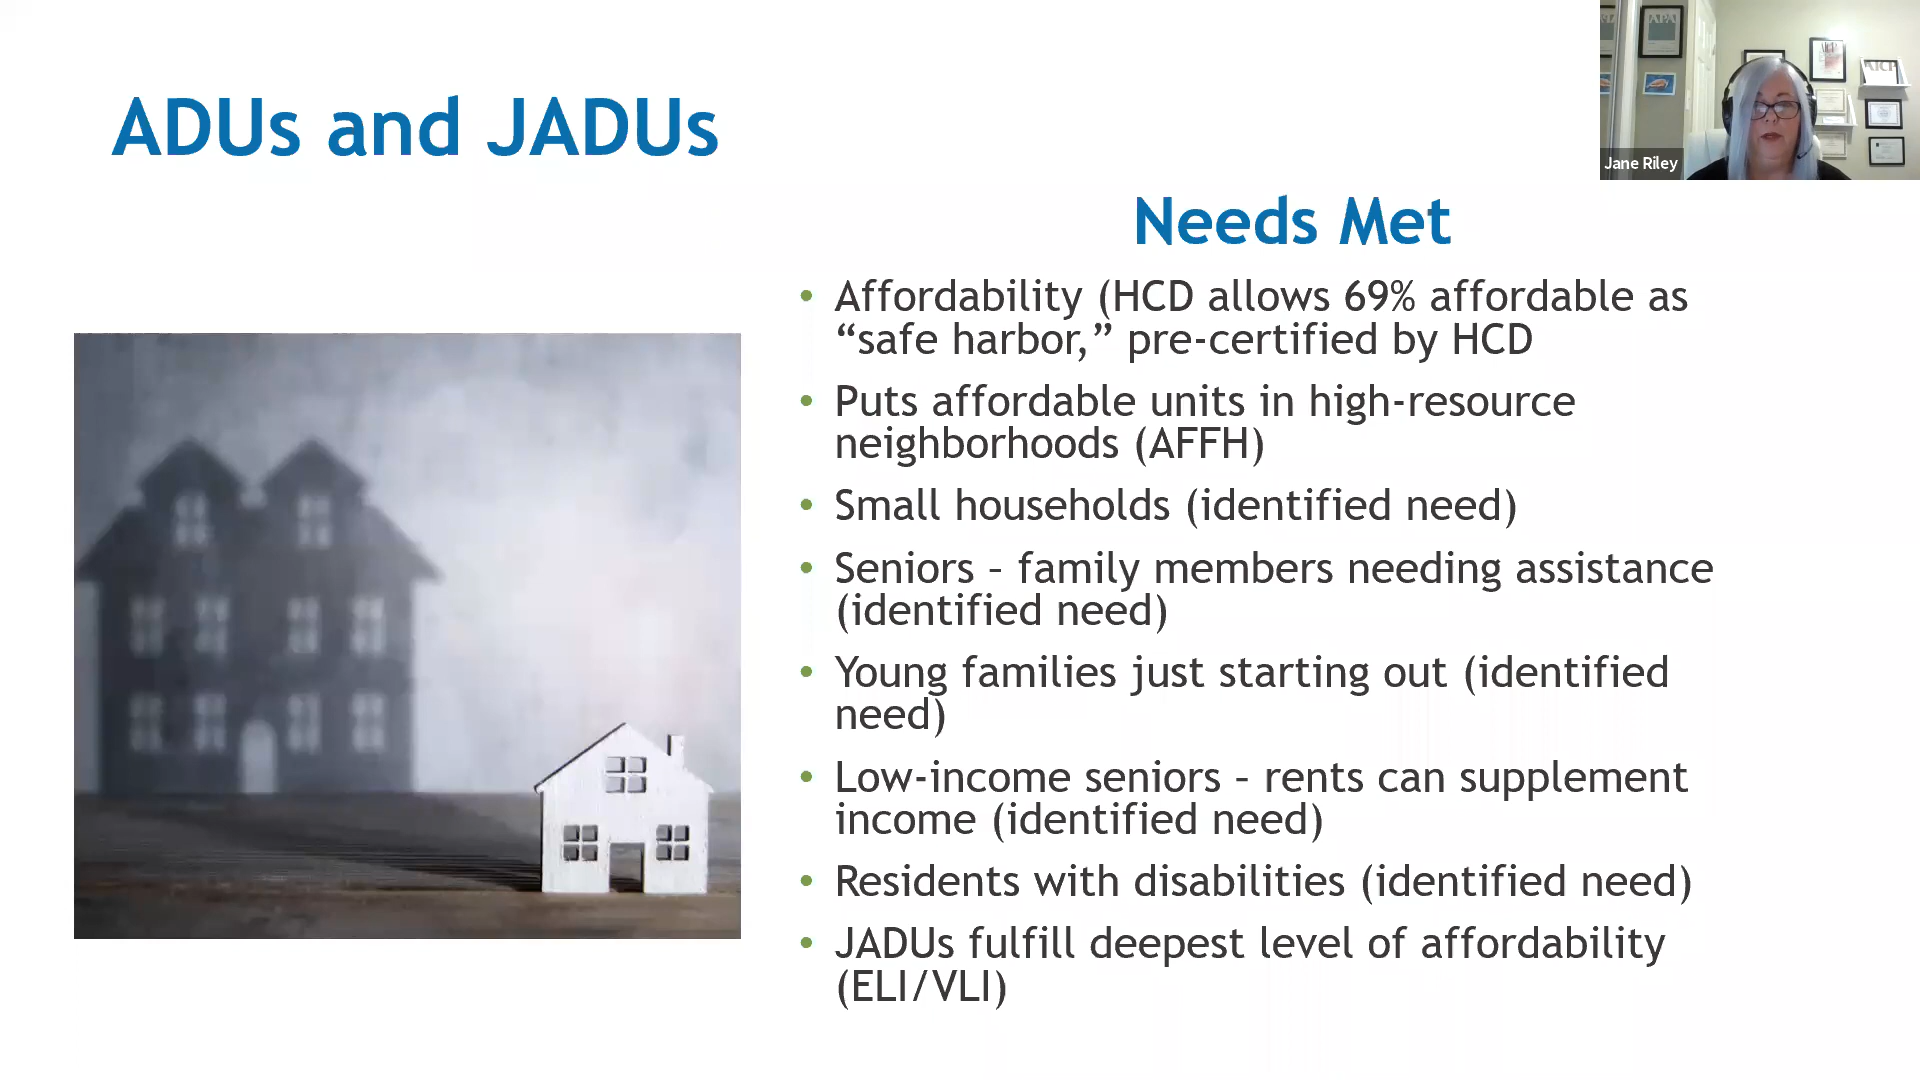 ADUs and JADUs
APA
AICP
Jane Riley
Needs Met
• Affordability (HCD allows 69% affordable as
“safe harbor,” pre-certified by HCD
• Puts affordable units in high-resource
neighborhoods (AFFH)
• Small households (identified need)
• Seniors – family members needing assistance
(identified need)
• Young families just starting out (identified
need)
• Low-income seniors – rents can supplement
income (identified need)
• Residents with disabilities (identified need)
• JADUs fulfill deepest level of affordability
(ELI/VLI)